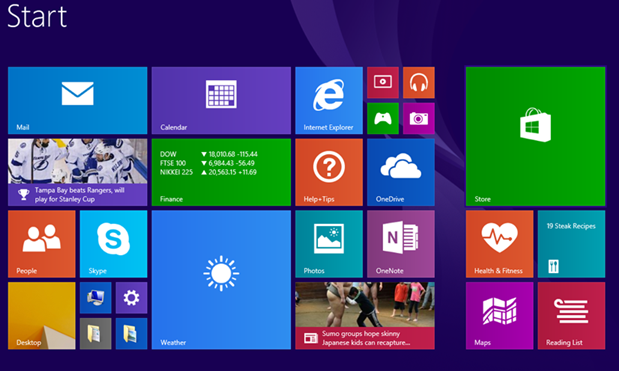 Start
Mail
Calendar
Internet Explorer
Store
Tampa Bay beats Rangers, will
play for Stanley Cup
DOW ▼ 18,010.68 -115.44
FTSE 100 ▼ 6,984.43 -56.49
NIKKEI 225 ▲ 20,563.15 +11.69
Finance
Help+Tips
OneDrive
People
Skype
Weather
Photos
N
OneNote
Health & Fitness
19 Steak Recipes
Desktop
Sumo groups hope skinny
Japanese kids can recapture...
Maps
Reading List